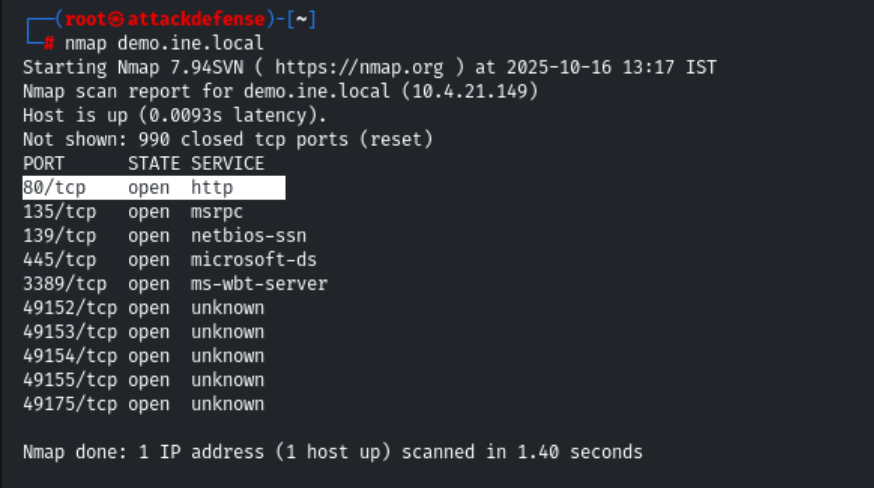 ┌──(root㉿attackdefense)-[~]
└─# nmap demo.ine.local
Starting Nmap 7.94SVN ( https://nmap.org ) at 2025-10-16 13:17 IST
Nmap scan report for demo.ine.local (10.4.21.149)
Host is up (0.0093s latency).
Not shown: 990 closed tcp ports (reset)
PORT      STATE SERVICE
80/tcp    open  http
135/tcp   open  msrpc
139/tcp   open  netbios-ssn
445/tcp   open  microsoft-ds
3389/tcp  open  ms-wbt-server
49152/tcp open  unknown
49153/tcp open  unknown
49154/tcp open  unknown
49155/tcp open  unknown
49175/tcp open  unknown
Nmap done: 1 IP address (1 host up) scanned in 1.40 seconds